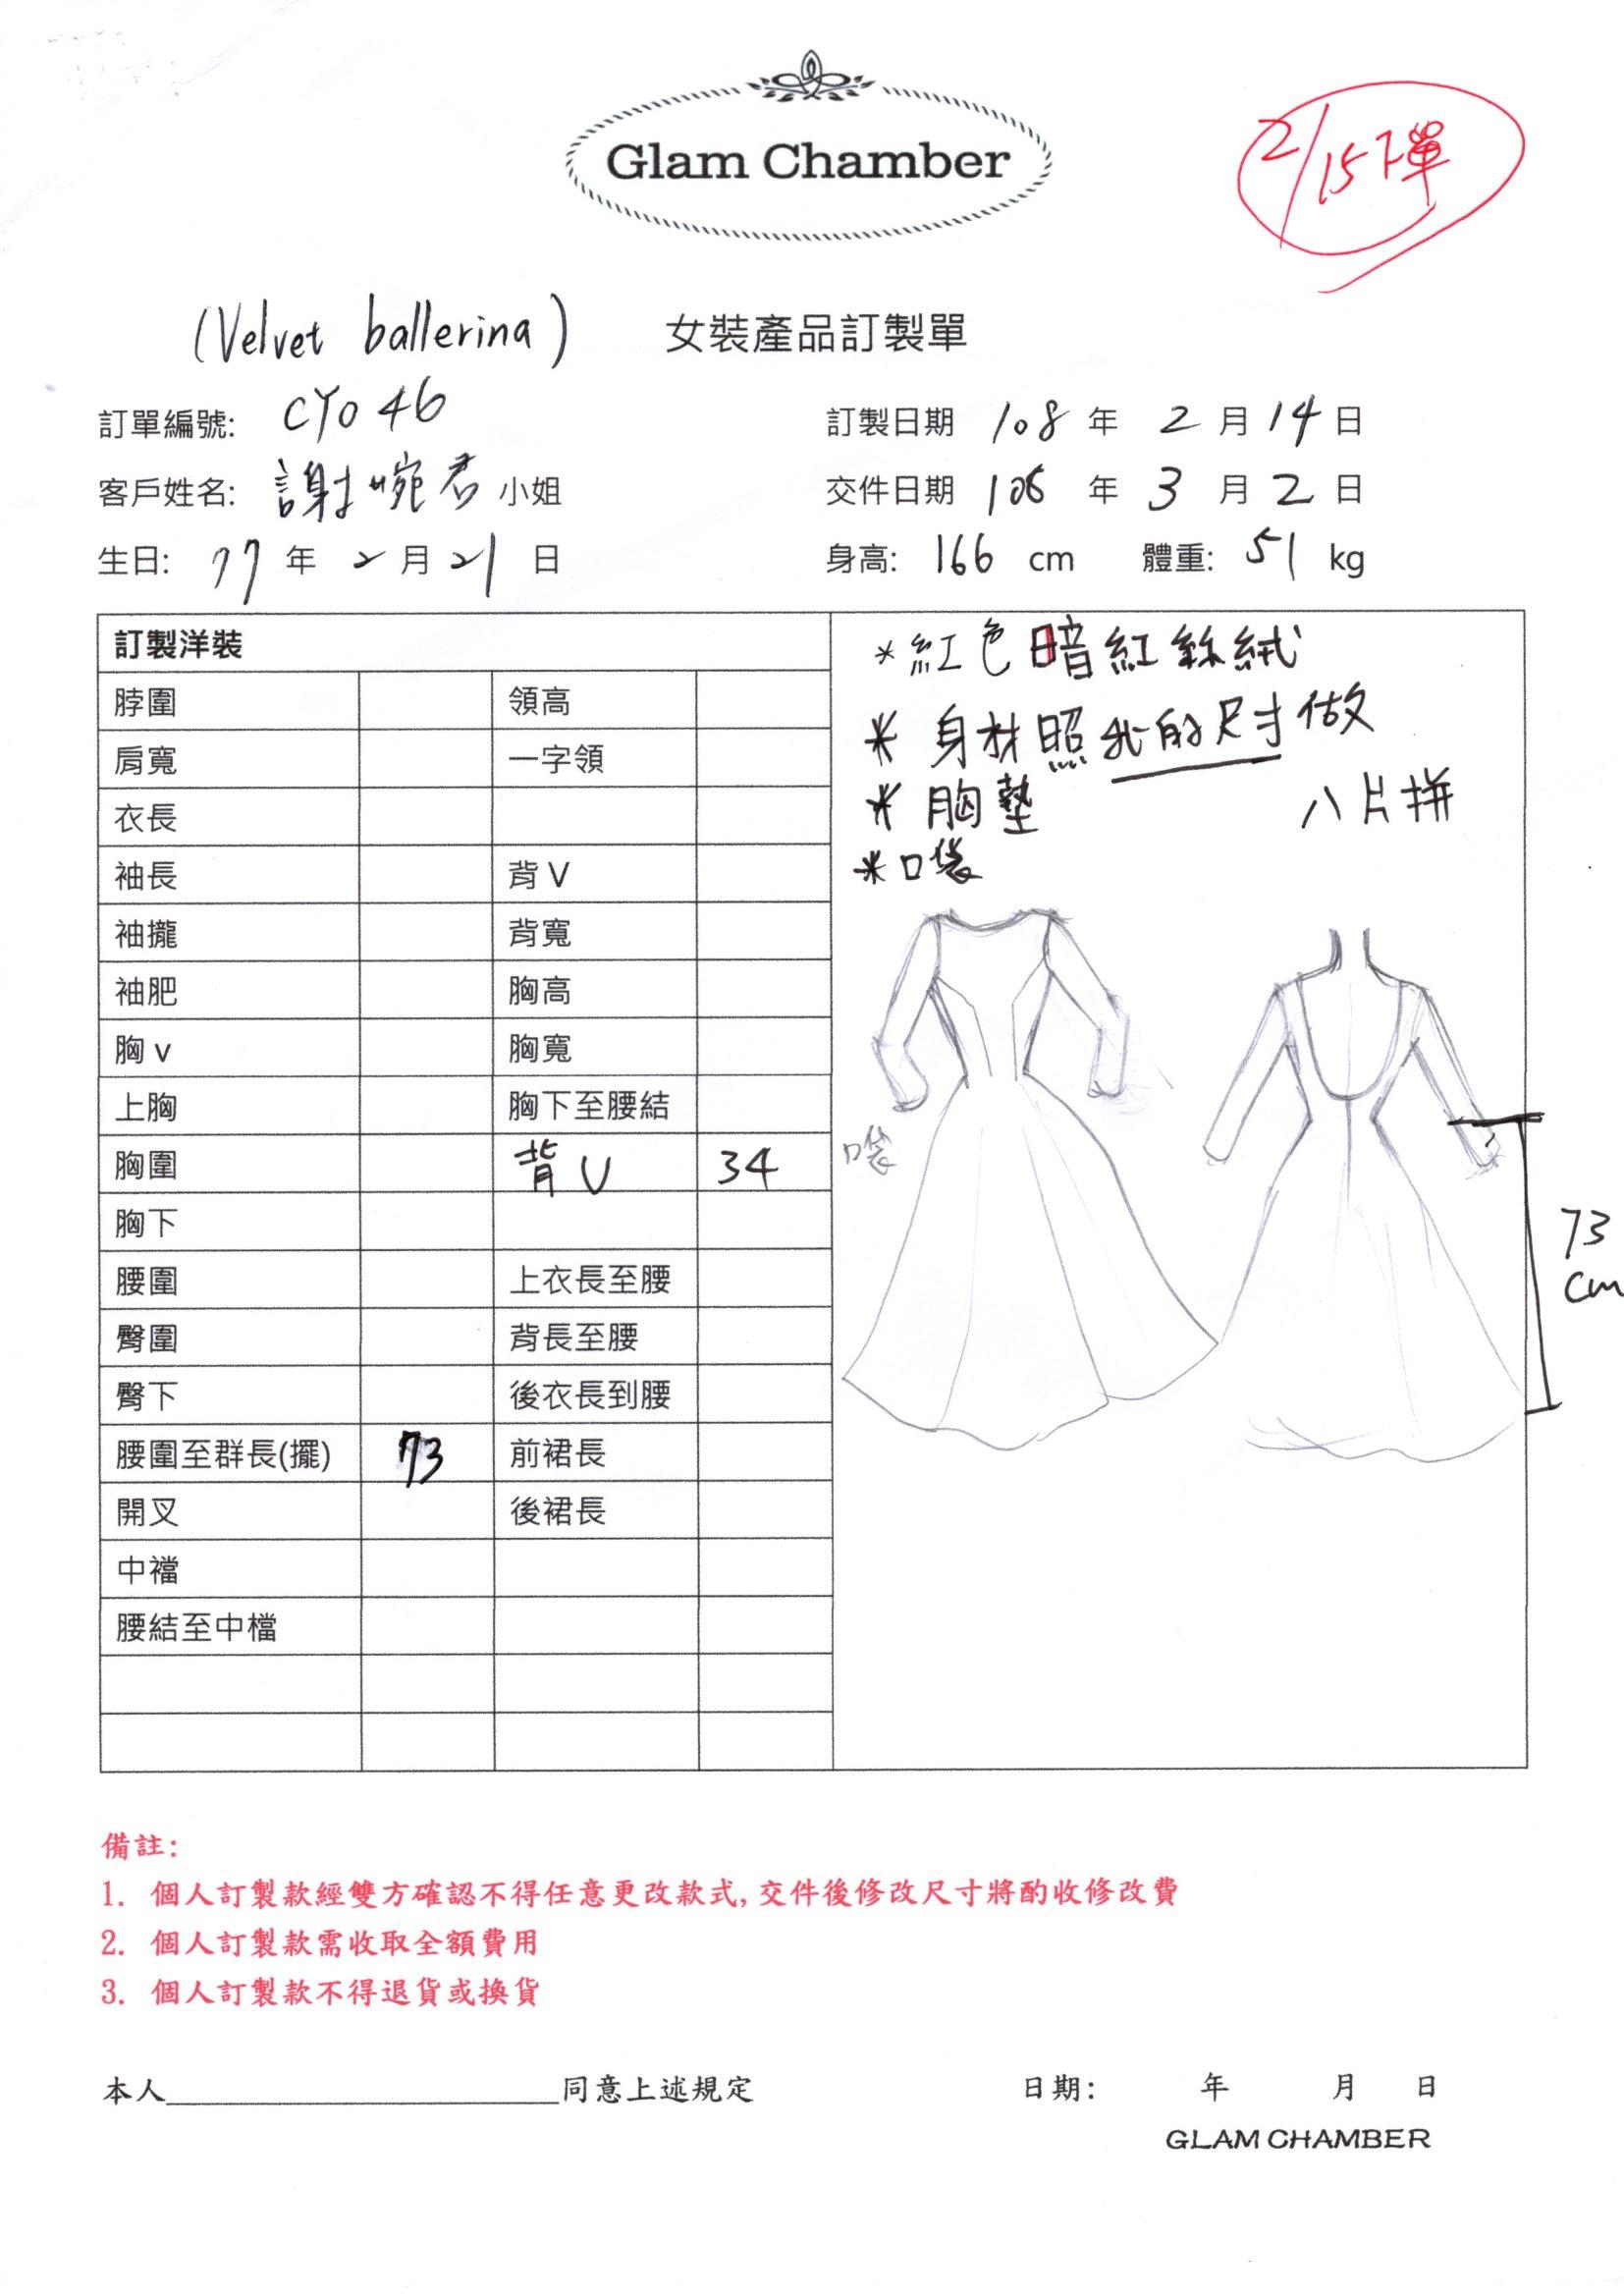 Glam Chamber
2/15下單
(Velvet ballerina) 女裝產品訂製單
訂單編號: CY046 訂製日期 108 年 2 月 14 日
客戶姓名: 謝婉君 小姐 交件日期 108 年 3 月 2 日
生日: 77 年 2 月 21 日 身高: 166 cm 體重: 51 kg
訂製洋裝
脖圍 領高
肩寬 一字領
衣長
袖長 背 V
袖攏 背寬
袖肥 胸高
胸 v 胸寬
上胸 胸下至腰結
胸圍 背 V 34
胸下
腰圍 上衣長至腰
臀圍 背長至腰
臀下 後衣長到腰
腰圍至群長(擺) 73 前裙長
開叉 後裙長
中襠
腰結至中檔
*紅色暗紅絲絨
* 身材照我的尺寸做
* 胸墊 八片拼
*口袋
口袋
73
cm
備註:
1. 個人訂製款經雙方確認不得任意更改款式,交件後修改尺寸將酌收修改費
2. 個人訂製款需收取全額費用
3. 個人訂製款不得退貨或換貨
本人______________同意上述規定 日期: 年 月 日
GLAM CHAMBER